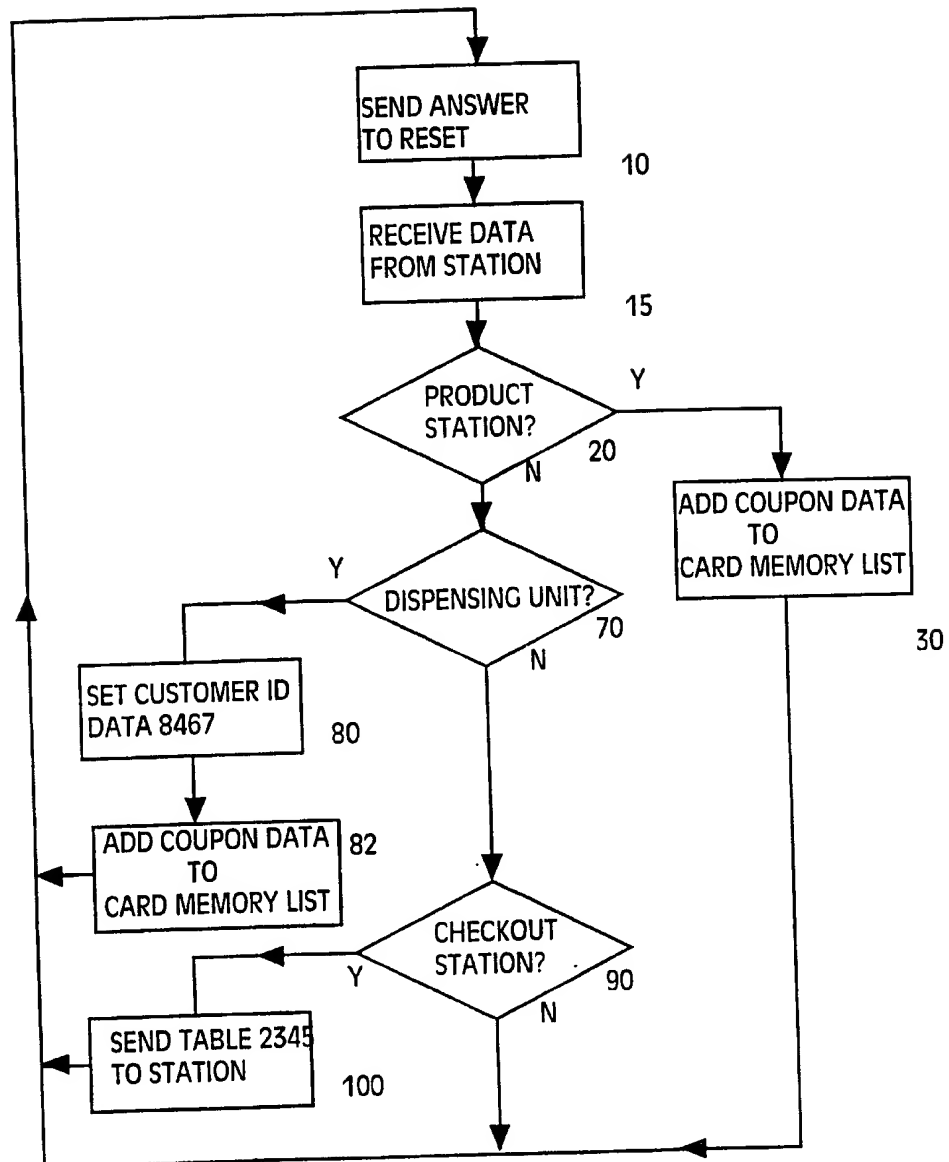 SEND ANSWER
TO RESET
10
RECEIVE DATA
FROM STATION
15
PRODUCT
STATION?
Y
20
N
ADD COUPON DATA
TO
CARD MEMORY LIST
30
Y
DISPENSING UNIT?
70
N
SET CUSTOMER ID
DATA 8467
80
ADD COUPON DATA
TO
CARD MEMORY LIST
82
CHECKOUT
STATION?
Y
90
N
SEND TABLE 2345
TO STATION
100